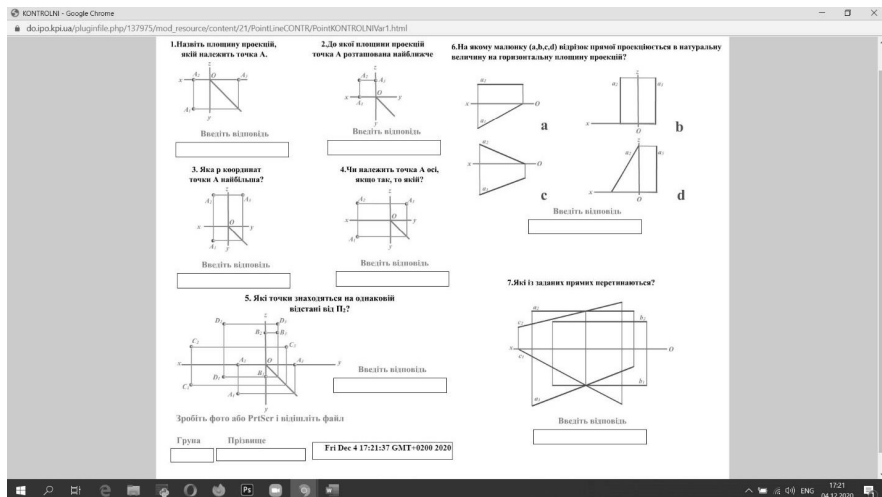 KONTROLNI - Google Chrome
do.ipo.kpi.ua/pluginfile.php/137975/mod_resource/content/21/PointLineCONTR/PointKONTROLNIVar1.html
1.Назвіть площину проекцій,
якій належить точка А.
Введіть відповідь
2.До якої площини проекцій
точка А розташована найближче
Введіть відповідь
3. Яка р координат
точки А найбільша?
Введіть відповідь
4.Чи належить точка А осі,
якщо так, то якій?
Введіть відповідь
5. Які точки знаходяться на однаковій
відстані від П₂?
Введіть відповідь
Зробіть фото або PrtScr і відішліть файл
Група Прізвище
Fri Dec 4 17:21:37 GMT+0200 2020
6.На якому малюнку (a,b,c,d) відрізок прямої проекціюється в натуральну
величину на горизонтальну площину проекцій?
a
b
c
d
Введіть відповідь
7.Які із заданих прямих перетинаються?
Введіть відповідь
ENG
17:21
04.12.2020